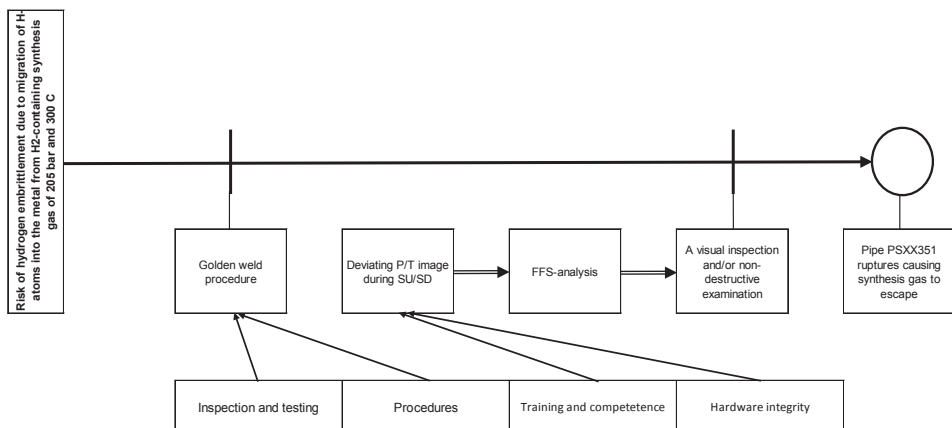 Risk of hydrogen embrittlement due to migration of H-
atoms into the metal from H2-containing synthesis
gas of 205 bar and 300 C
Golden weld
procedure
Deviating P/T image
during SU/SD
FFS-analysis
A visual inspection
and/or non-
destructive
examination
Pipe PSXX351
ruptures causing
synthesis gas to
escape
Inspection and testing
Procedures
Training and competetence
Hardware integrity